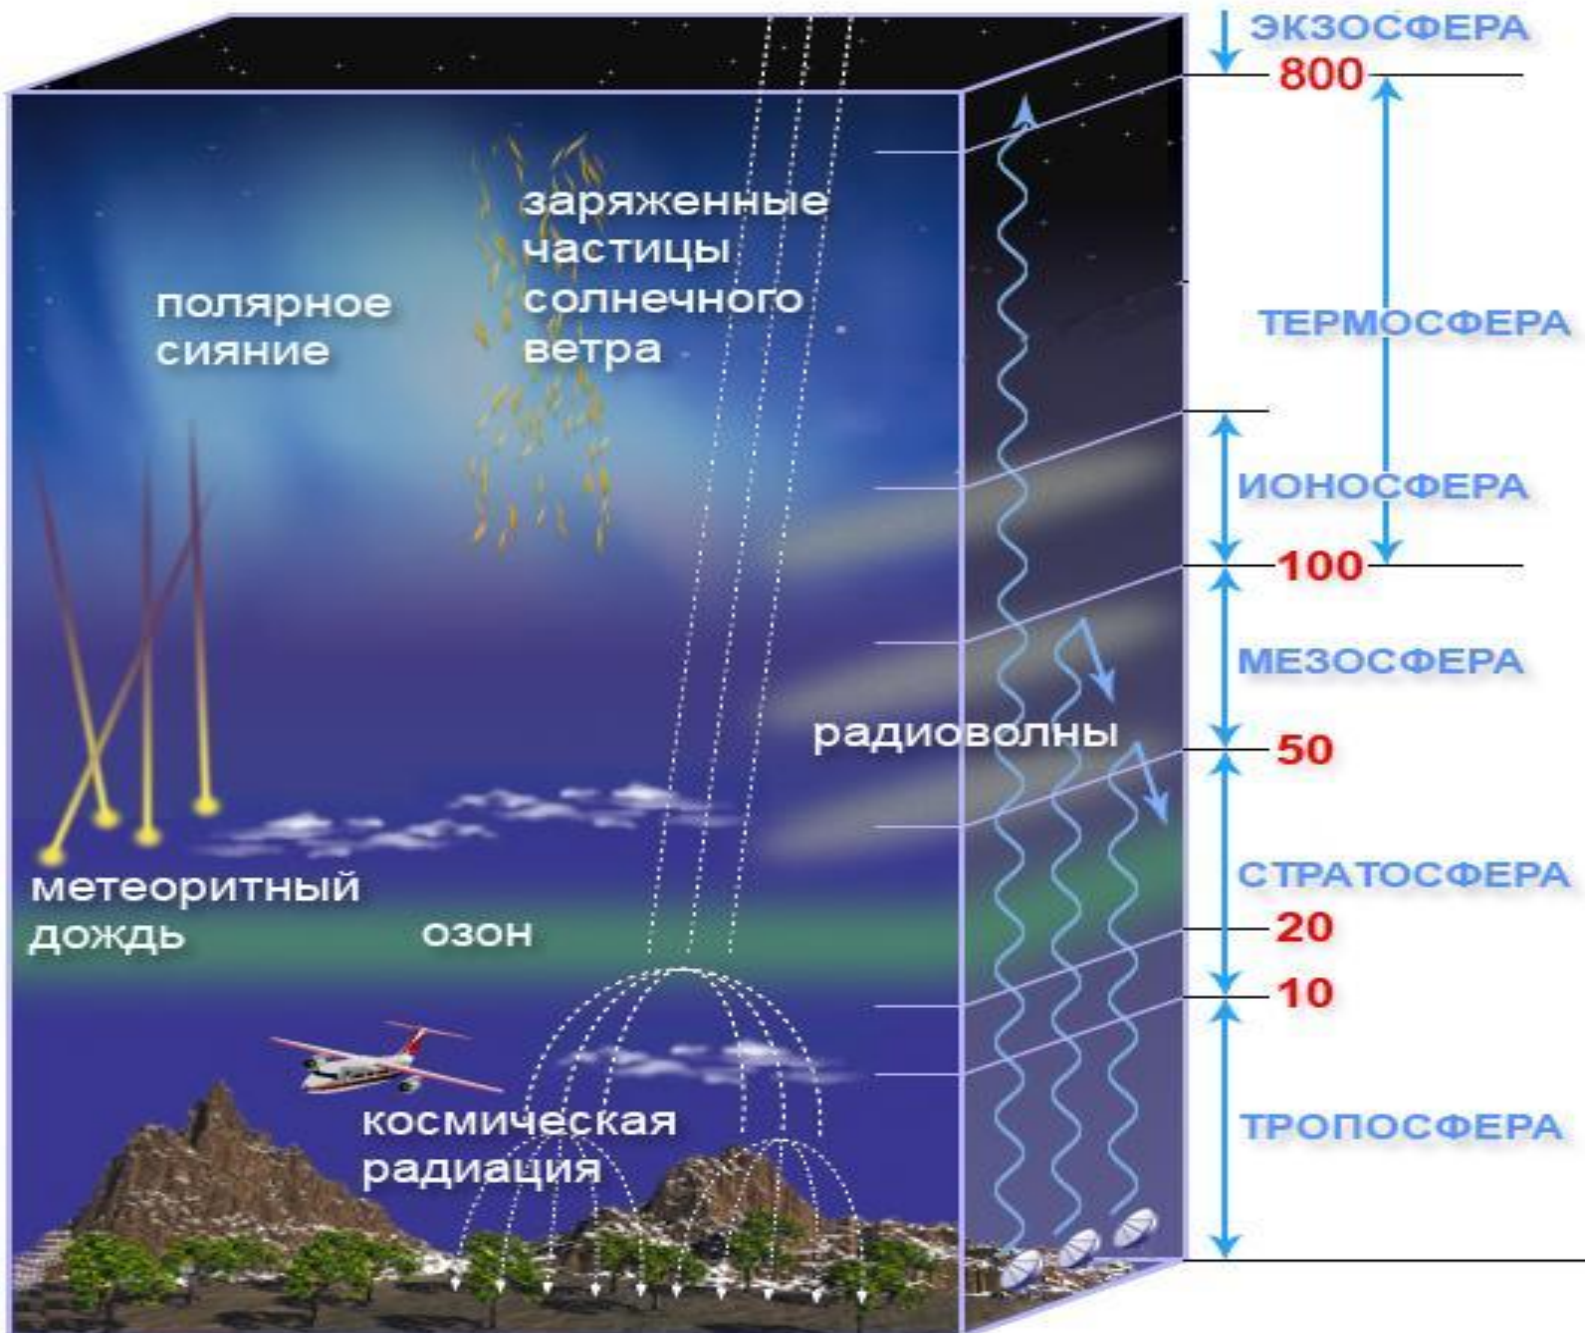 ЭКЗОСФЕРА
800
заряженные
частицы
солнечного
ветра
полярное
сияние
ТЕРМОСФЕРА
ИОНОСФЕРА
100
МЕЗОСФЕРА
радиоволны
50
метеоритный
дождь
озон
СТРАТОСФЕРА
20
10
космическая
радиация
ТРОПОСФЕРА